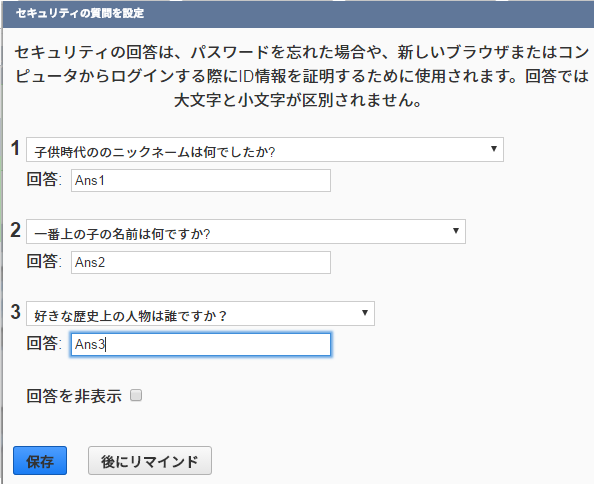 セキュリティの質問を設定
セキュリティの回答は、パスワードを忘れた場合や、新しいブラウザまたはコン
ピュータからログインする際にID情報を証明するために使用されます。回答では
大文字と小文字が区別されません。
1 子供時代ののニックネームは何でしたか?
回答: Ans1
2 一番上の子の名前は何ですか?
回答: Ans2
3 好きな歴史上の人物は誰ですか？
回答: Ans3
回答を非表示
保存 後にリマインド